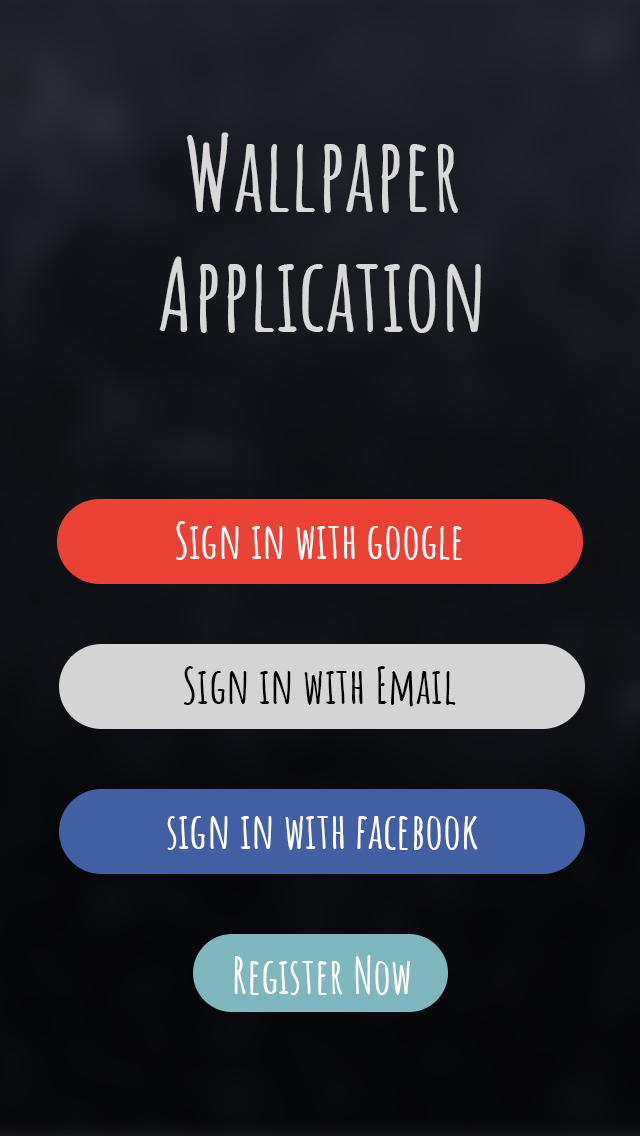 Wallpaper
Application
Sign in with google
Sign in with Email
sign in with facebook
Register Now